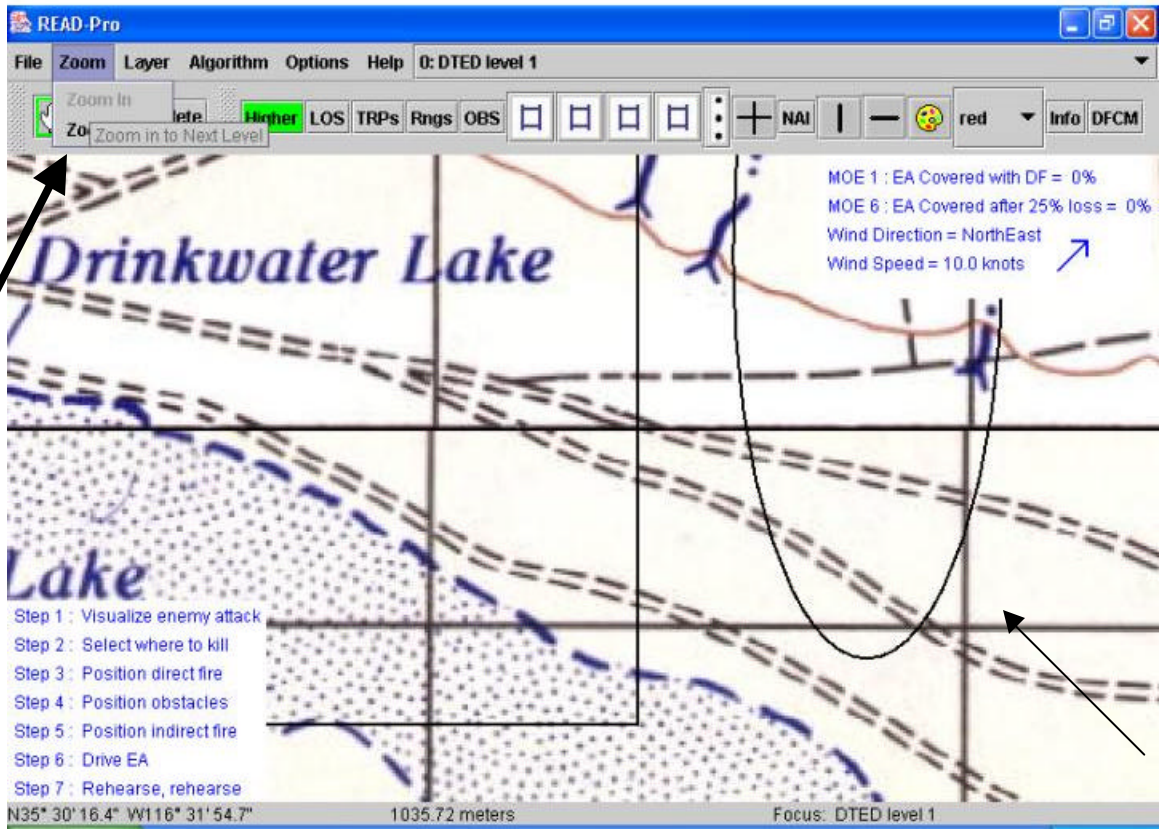 READ-Pro
File Zoom Layer Algorithm Options Help 0: DTED level 1
Zoom In
Zoom in to Next Level
Higher LOS TRPs Rngs OBS NAI red Info DFCM
MOE 1 : EA Covered with DF = 0%
MOE 6 : EA Covered after 25% loss = 0%
Wind Direction = NorthEast
Wind Speed = 10.0 knots
Drinkwater Lake
Lake
Step 1 : Visualize enemy attack
Step 2 : Select where to kill
Step 3 : Position direct fire
Step 4 : Position obstacles
Step 5 : Position indirect fire
Step 6 : Drive EA
Step 7 : Rehearse, rehearse
N35° 30' 16.4" W116° 31' 54.7" 1035.72 meters Focus: DTED level 1